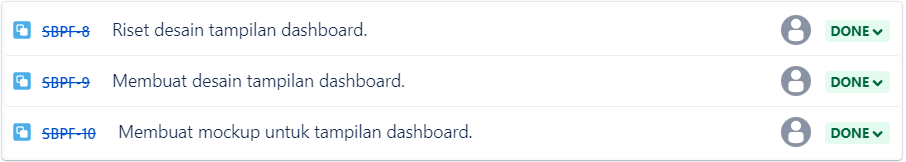 SBPF-8 Riset desain tampilan dashboard. DONE
SBPF-9 Membuat desain tampilan dashboard. DONE
SBPF-10 Membuat mockup untuk tampilan dashboard. DONE